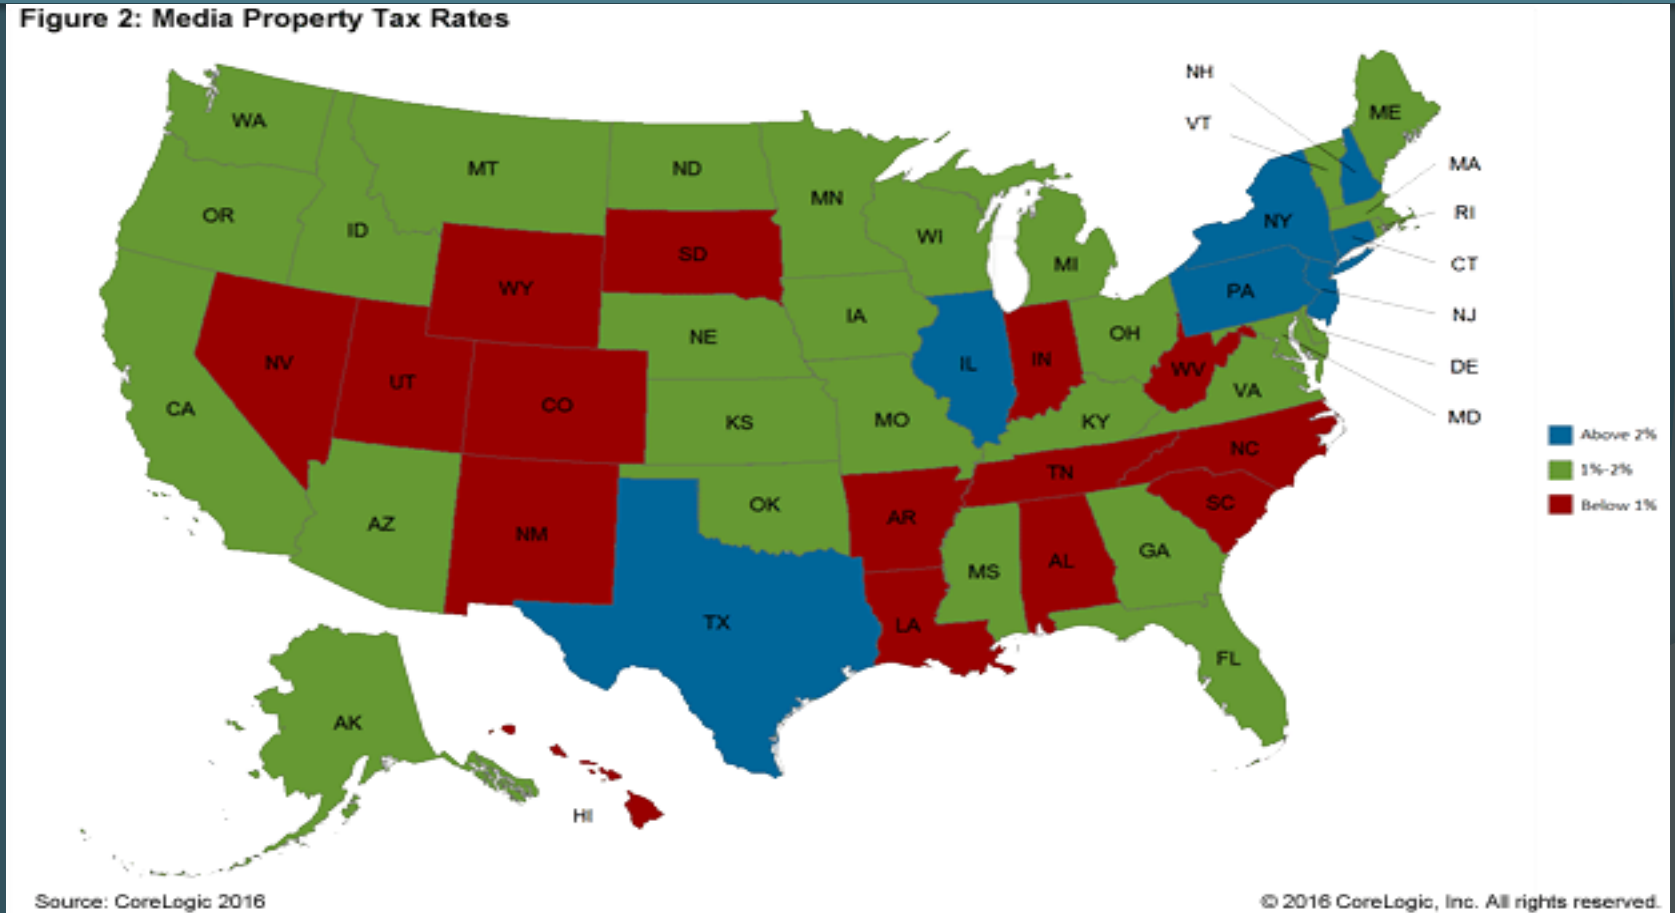 Figure 2: Media Property Tax Rates
NH
ME
WA
VT
MT
ND
MA
MN
OR
RI
NY
ID
WI
SD
MI
CT
WY
PA
NJ
IA
OH
NE
IN
NV
WV
IL
DE
UT
VA
CO
CA
MD
MO
KY
KS
Above 2%
NC
1%-2%
TN
SC
OK
Below 1%
AR
AZ
NM
GA
AL
MS
TX
LA
FL
AK
HI
Source: CoreLogic 2016
© 2016 CoreLogic, Inc. All rights reserved.